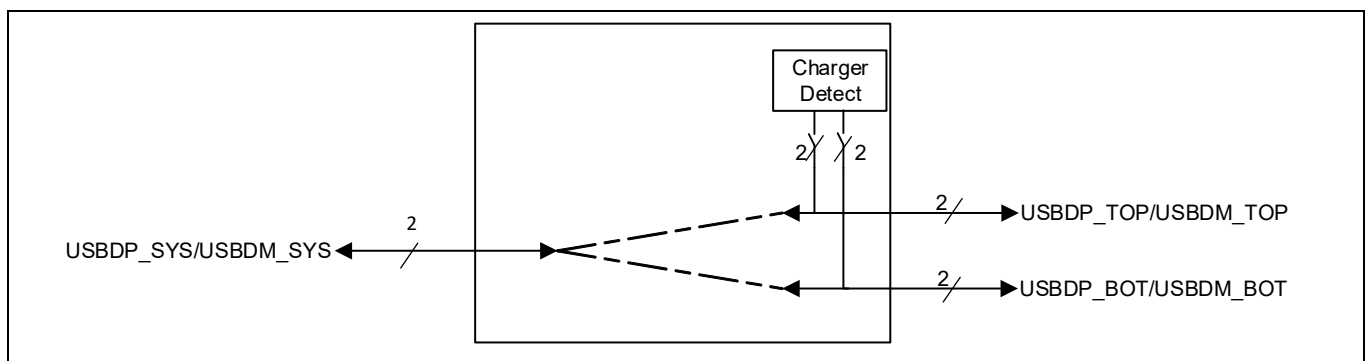 Charger
Detect
2 2
2
USBDP_TOP/USBDM_TOP
2
USBDP_SYS/USBDM_SYS
2
USBDP_BOT/USBDM_BOT